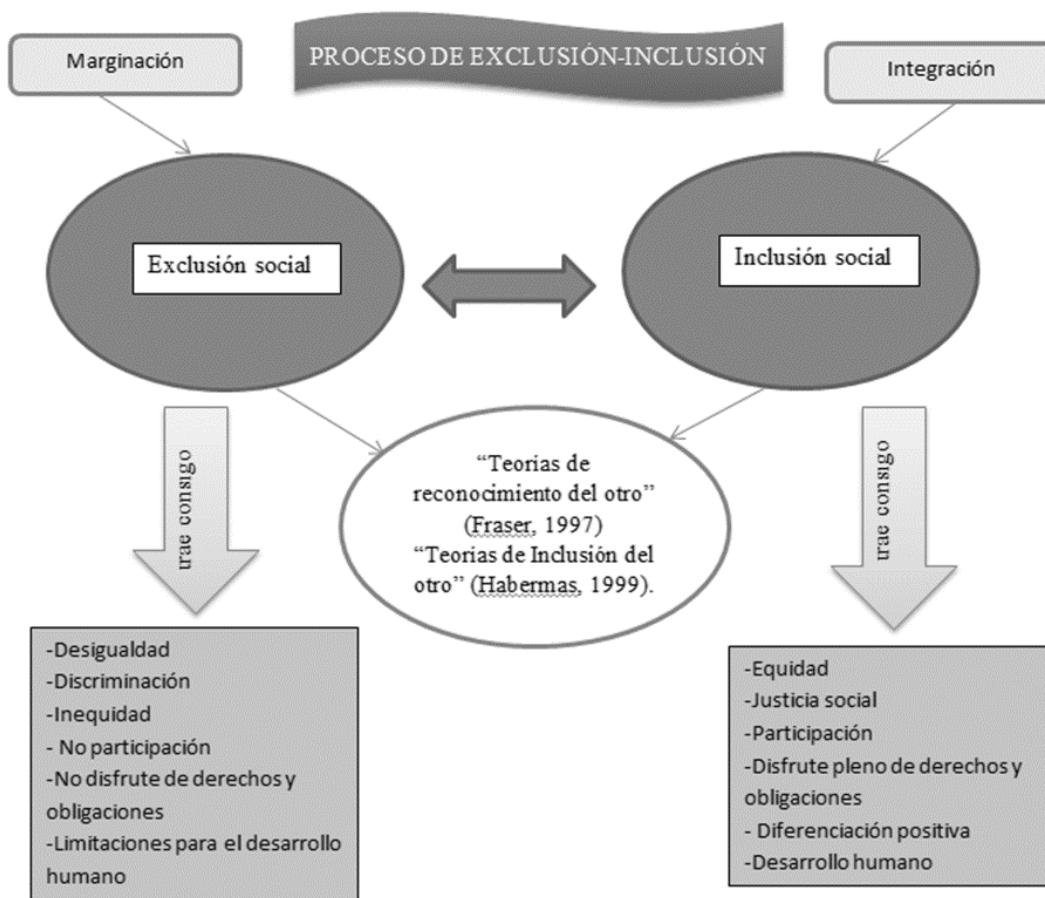 PROCESO DE EXCLUSIÓN-INCLUSIÓN
Marginación
Integración
Exclusión social
Inclusión social
“Teorías de
reconocimiento del otro”
(Fraser, 1997)
“Teorías de Inclusión del
otro” (Habermas, 1999).
trae consigo
trae consigo
-Desigualdad
-Discriminación
-Inequidad
- No participación
-No disfrute de derechos y
obligaciones
-Limitaciones para el desarrollo
humano
-Equidad
-Justicia social
-Participación
-Disfrute pleno de derechos y
obligaciones
- Diferenciación positiva
-Desarrollo humano